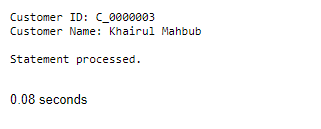 Customer ID: C_0000003
Customer Name: Khairul Mahbub
Statement processed.
0.08 seconds